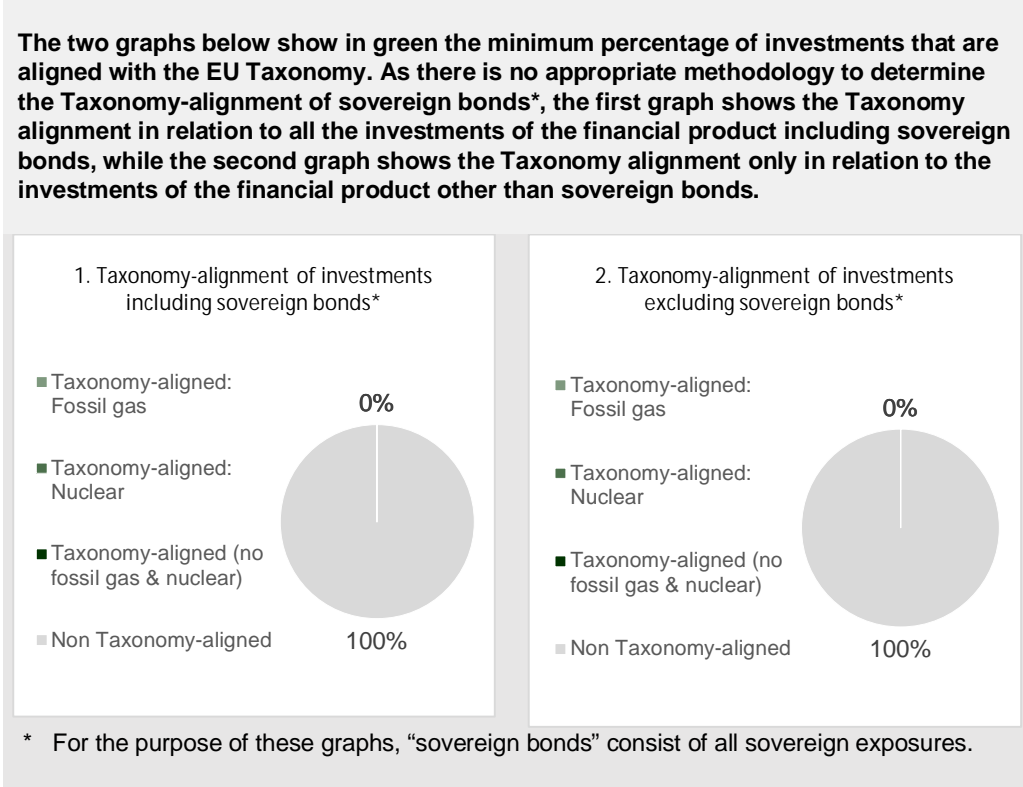 The two graphs below show in green the minimum percentage of investments that are
aligned with the EU Taxonomy. As there is no appropriate methodology to determine
the Taxonomy-alignment of sovereign bonds*, the first graph shows the Taxonomy
alignment in relation to all the investments of the financial product including sovereign
bonds, while the second graph shows the Taxonomy alignment only in relation to the
investments of the financial product other than sovereign bonds.
1. Taxonomy-alignment of investments
including sovereign bonds*
Taxonomy-aligned:
Fossil gas
Taxonomy-aligned:
Nuclear
Taxonomy-aligned (no
fossil gas & nuclear)
Non Taxonomy-aligned
0%
100%
2. Taxonomy-alignment of investments
excluding sovereign bonds*
Taxonomy-aligned:
Fossil gas
Taxonomy-aligned:
Nuclear
Taxonomy-aligned (no
fossil gas & nuclear)
Non Taxonomy-aligned
0%
100%
* For the purpose of these graphs, “sovereign bonds” consist of all sovereign exposures.